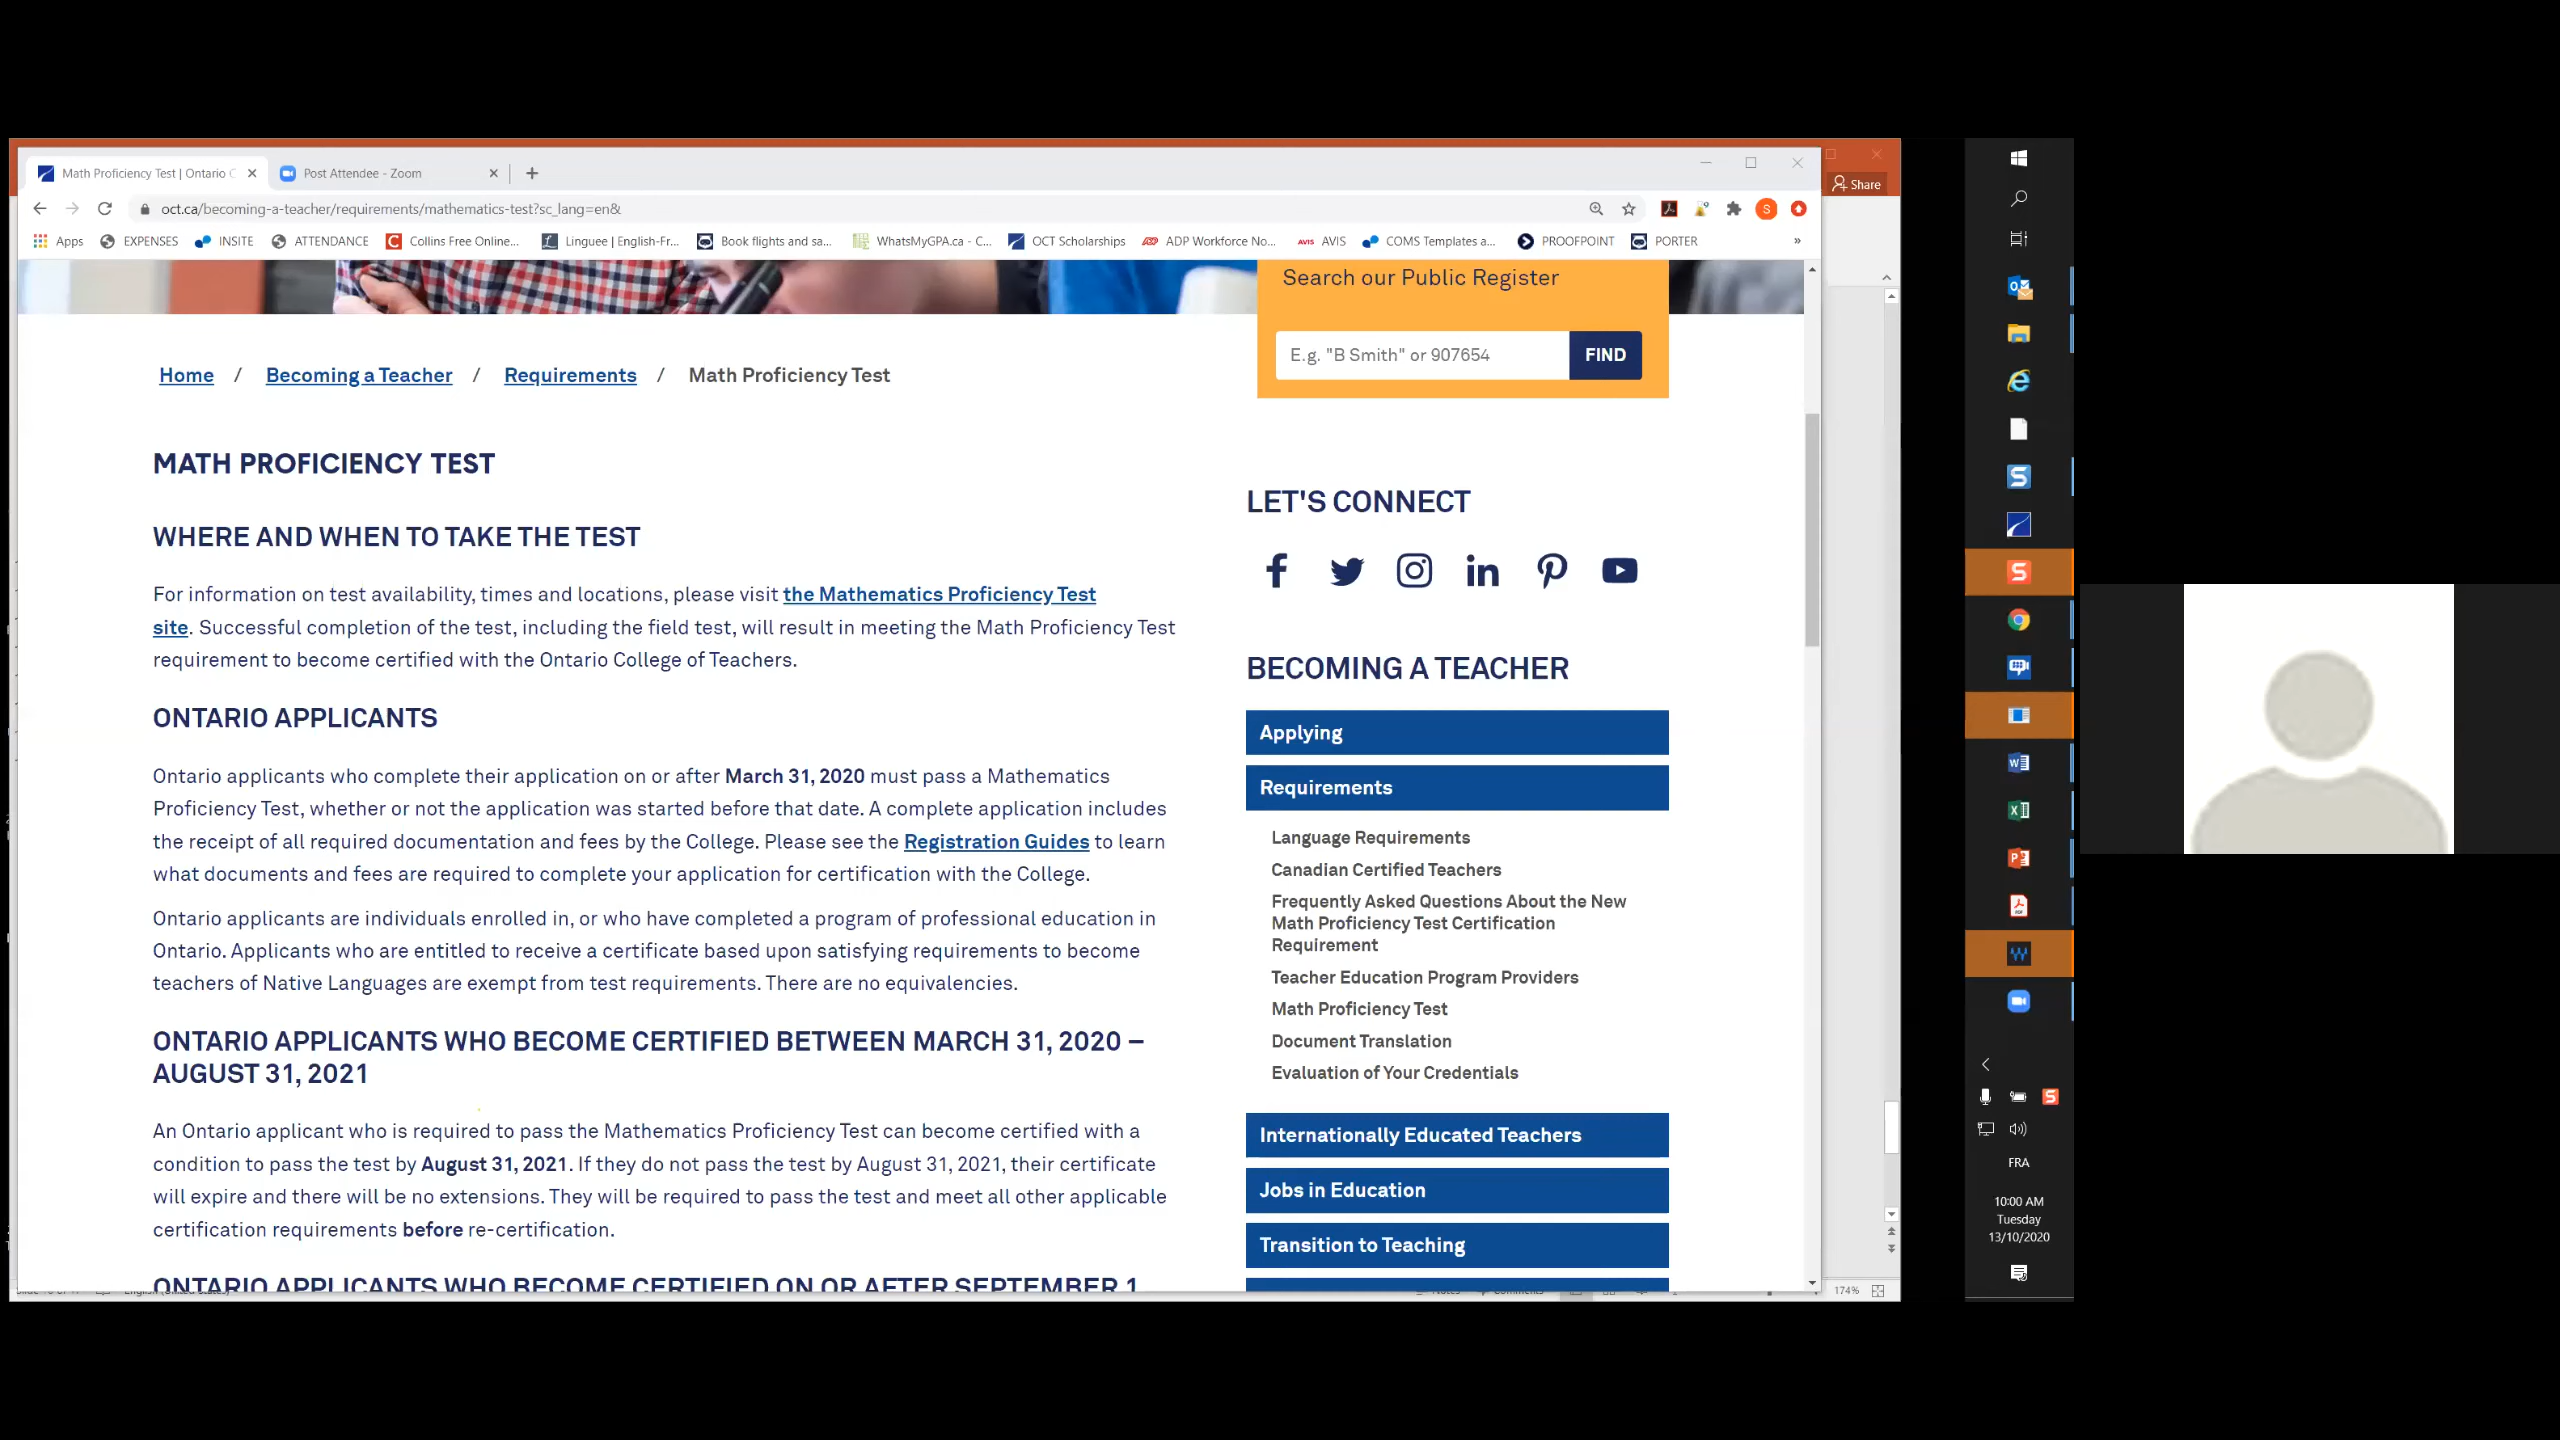 Math Proficiency Test | Ontario C
Post Attendee - Zoom
Share
oct.ca/becoming-a-teacher/requirements/mathematics-test?sc_lang=en&
S
Apps
EXPENSES
INSITE
ATTENDANCE
Collins Free Online...
Linguee | English-Fr...
Book flights and sa...
WhatsMyGPA.ca - C...
OCT Scholarships
ADP Workforce No...
AVIS
COMS Templates a...
PROOFPOINT
PORTER
Search our Public Register
E.g. "B Smith" or 907654
FIND
Home / Becoming a Teacher / Requirements / Math Proficiency Test
MATH PROFICIENCY TEST
WHERE AND WHEN TO TAKE THE TEST
For information on test availability, times and locations, please visit the Mathematics Proficiency Test
site. Successful completion of the test, including the field test, will result in meeting the Math Proficiency Test
requirement to become certified with the Ontario College of Teachers.
ONTARIO APPLICANTS
Ontario applicants who complete their application on or after March 31, 2020 must pass a Mathematics
Proficiency Test, whether or not the application was started before that date. A complete application includes
the receipt of all required documentation and fees by the College. Please see the Registration Guides to learn
what documents and fees are required to complete your application for certification with the College.
Ontario applicants are individuals enrolled in, or who have completed a program of professional education in
Ontario. Applicants who are entitled to receive a certificate based upon satisfying requirements to become
teachers of Native Languages are exempt from test requirements. There are no equivalencies.
ONTARIO APPLICANTS WHO BECOME CERTIFIED BETWEEN MARCH 31, 2020 –
AUGUST 31, 2021
An Ontario applicant who is required to pass the Mathematics Proficiency Test can become certified with a
condition to pass the test by August 31, 2021. If they do not pass the test by August 31, 2021, their certificate
will expire and there will be no extensions. They will be required to pass the test and meet all other applicable
certification requirements before re-certification.
ONTARIO APPLICANTS WHO BECOME CERTIFIED ON OR AFTER SEPTEMBER 1
LET'S CONNECT
BECOMING A TEACHER
Applying
Requirements
Language Requirements
Canadian Certified Teachers
Frequently Asked Questions About the New
Math Proficiency Test Certification
Requirement
Teacher Education Program Providers
Math Proficiency Test
Document Translation
Evaluation of Your Credentials
Internationally Educated Teachers
Jobs in Education
Transition to Teaching
174%
FRA
10:00 AM
Tuesday
13/10/2020